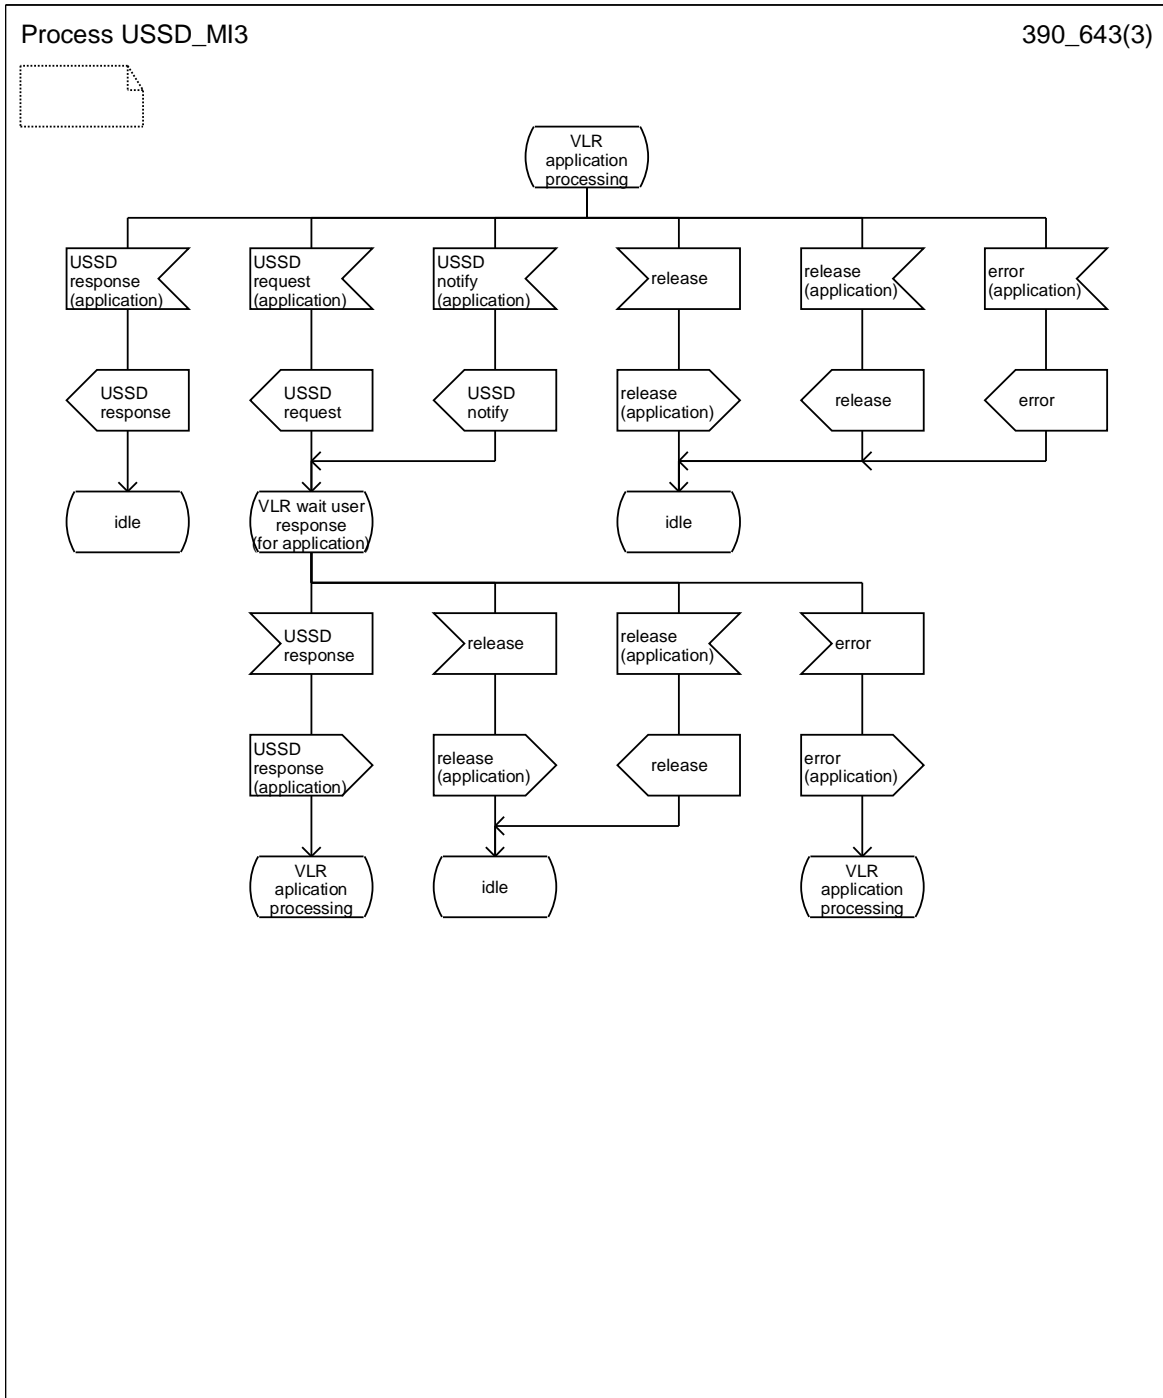 Process USSD_MI3
390_643(3)
VLR
application
processing
USSD
response
(application)
USSD
request
(application)
USSD
notify
(application)
release
release
(application)
error
(application)
USSD
response
USSD
request
USSD
notify
release
(application)
release
error
idle
VLR wait user
response
(for application)
idle
USSD
response
release
release
(application)
error
USSD
response
(application)
release
(application)
release
error
(application)
VLR
aplication
processing
idle
VLR
application
processing